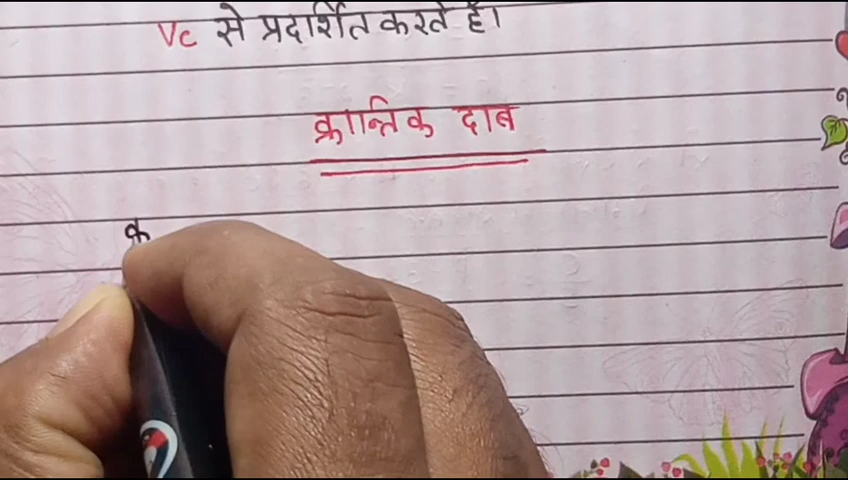 Vc से प्रदर्शित करते हैं।
क्रान्तिक दाब
क